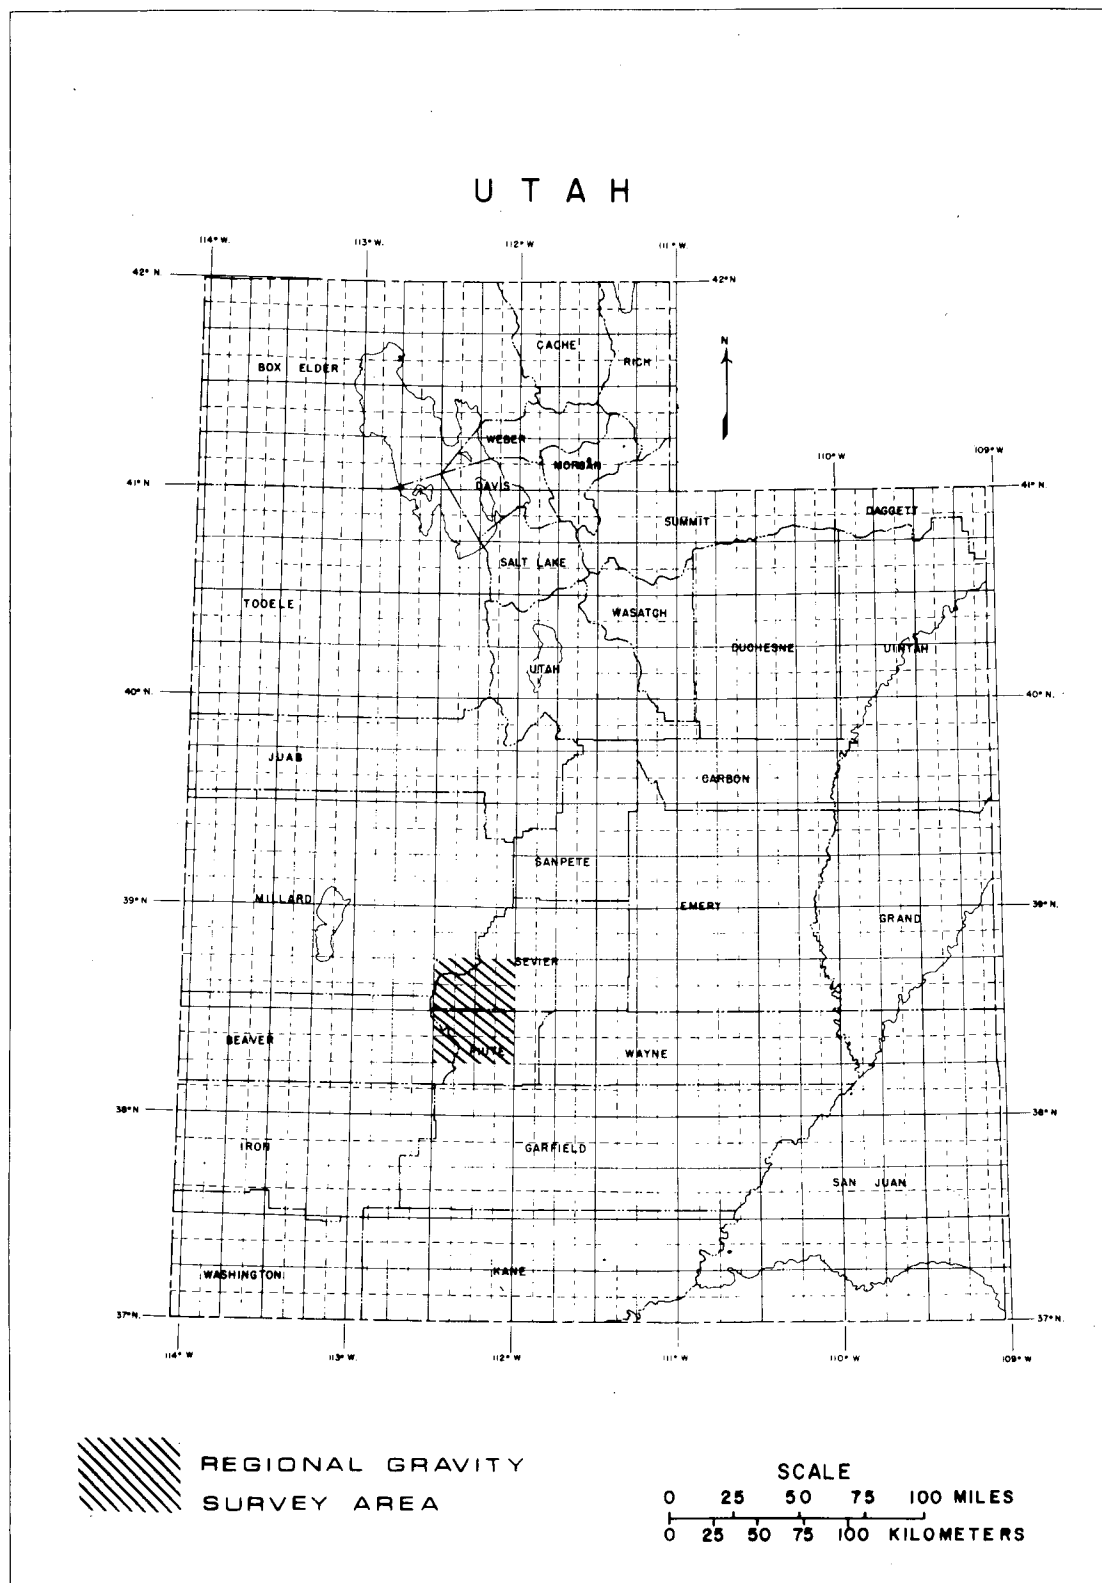 UTAH
114° W. 113° W. 112° W 111° W.
42° N. 42° N
N
CACHE
RICH
BOX ELDER
WEBER
MORGAN
110° W 109° W
41° N DAVIS 41° N
SUMMIT DAGGETT
SALT LAKE
TOOELE WASATCH
DUCHESNE UINTAH
UTAH
40° N. 40° N.
JUAB
CARBON
SANPETE
MILLARD
39° N EMERY 39° N
GRAND
SEVIER
BEAVER
PIUTE WAYNE
38° N 38° N
IRON GARFIELD
SAN JUAN
WASHINGTON KANE
37° N 37° N.
114° W 113° W. 112° W 111° W 110° W 109° W
REGIONAL GRAVITY
SURVEY AREA
SCALE
0 25 50 75 100 MILES
0 25 50 75 100 KILOMETERS